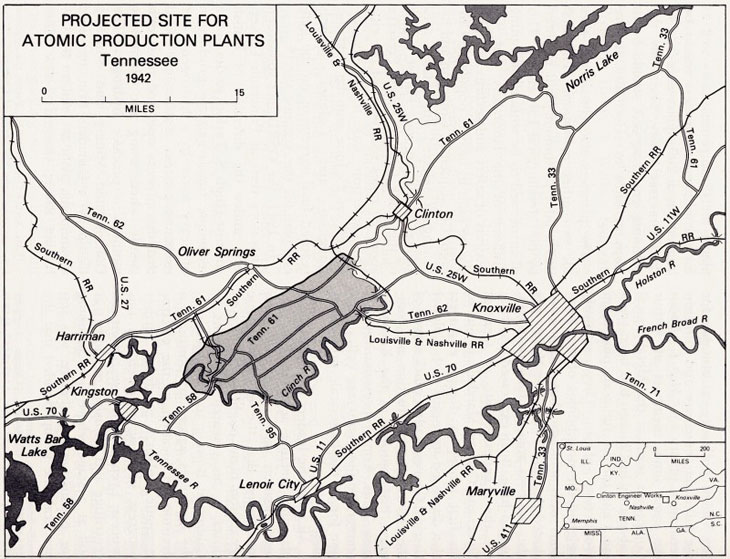 PROJECTED SITE FOR
ATOMIC PRODUCTION PLANTS
Tennessee
1942
0 15
MILES
Louisville &
Nashville
RR
U.S. 25W
Norris Lake
Tenn. 33
Tenn. 61
Tenn. 61
Tenn. 33
Southern RR
U.S. 11W
Clinton
Tenn. 62
Oliver Springs
Southern
RR
Southern
RR
U.S. 27
U.S. 25W
Southern
RR
Southern
RR
Holston R
Knoxville
Tenn. 61
Tenn. 61
Tenn. 62
Louisville & Nashville RR
French Broad R
Harriman
Southern RR
Kingston
Clinch R
U.S. 70
Tenn. 71
U.S. 70
Tenn. 58
Tenn. 95
Watts Bar
Lake
U.S. 11
Southern RR
Tennessee R
Lenoir City
Tenn. 33
Tenn. 58
Louisville & Nashville RR
Maryville
U.S. 411
St. Louis
0 200
MILES
ILL.
IND.
KY.
MO.
VA.
Clinton Engineer Works
Knoxville
Nashville
Memphis
TENN.
N.C.
S.C.
MISS.
ALA.
GA.